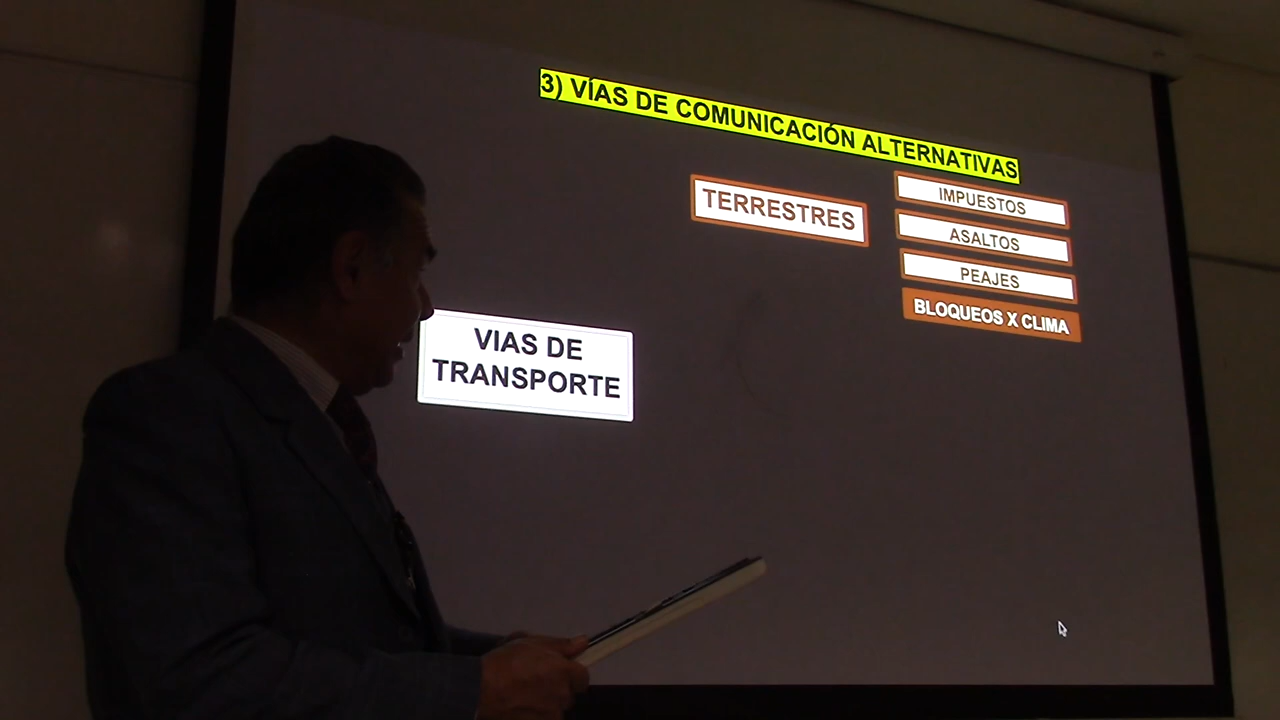 3) VÍAS DE COMUNICACIÓN ALTERNATIVAS
TERRESTRES
IMPUESTOS
ASALTOS
PEAJES
BLOQUEOS X CLIMA
VIAS DE
TRANSPORTE